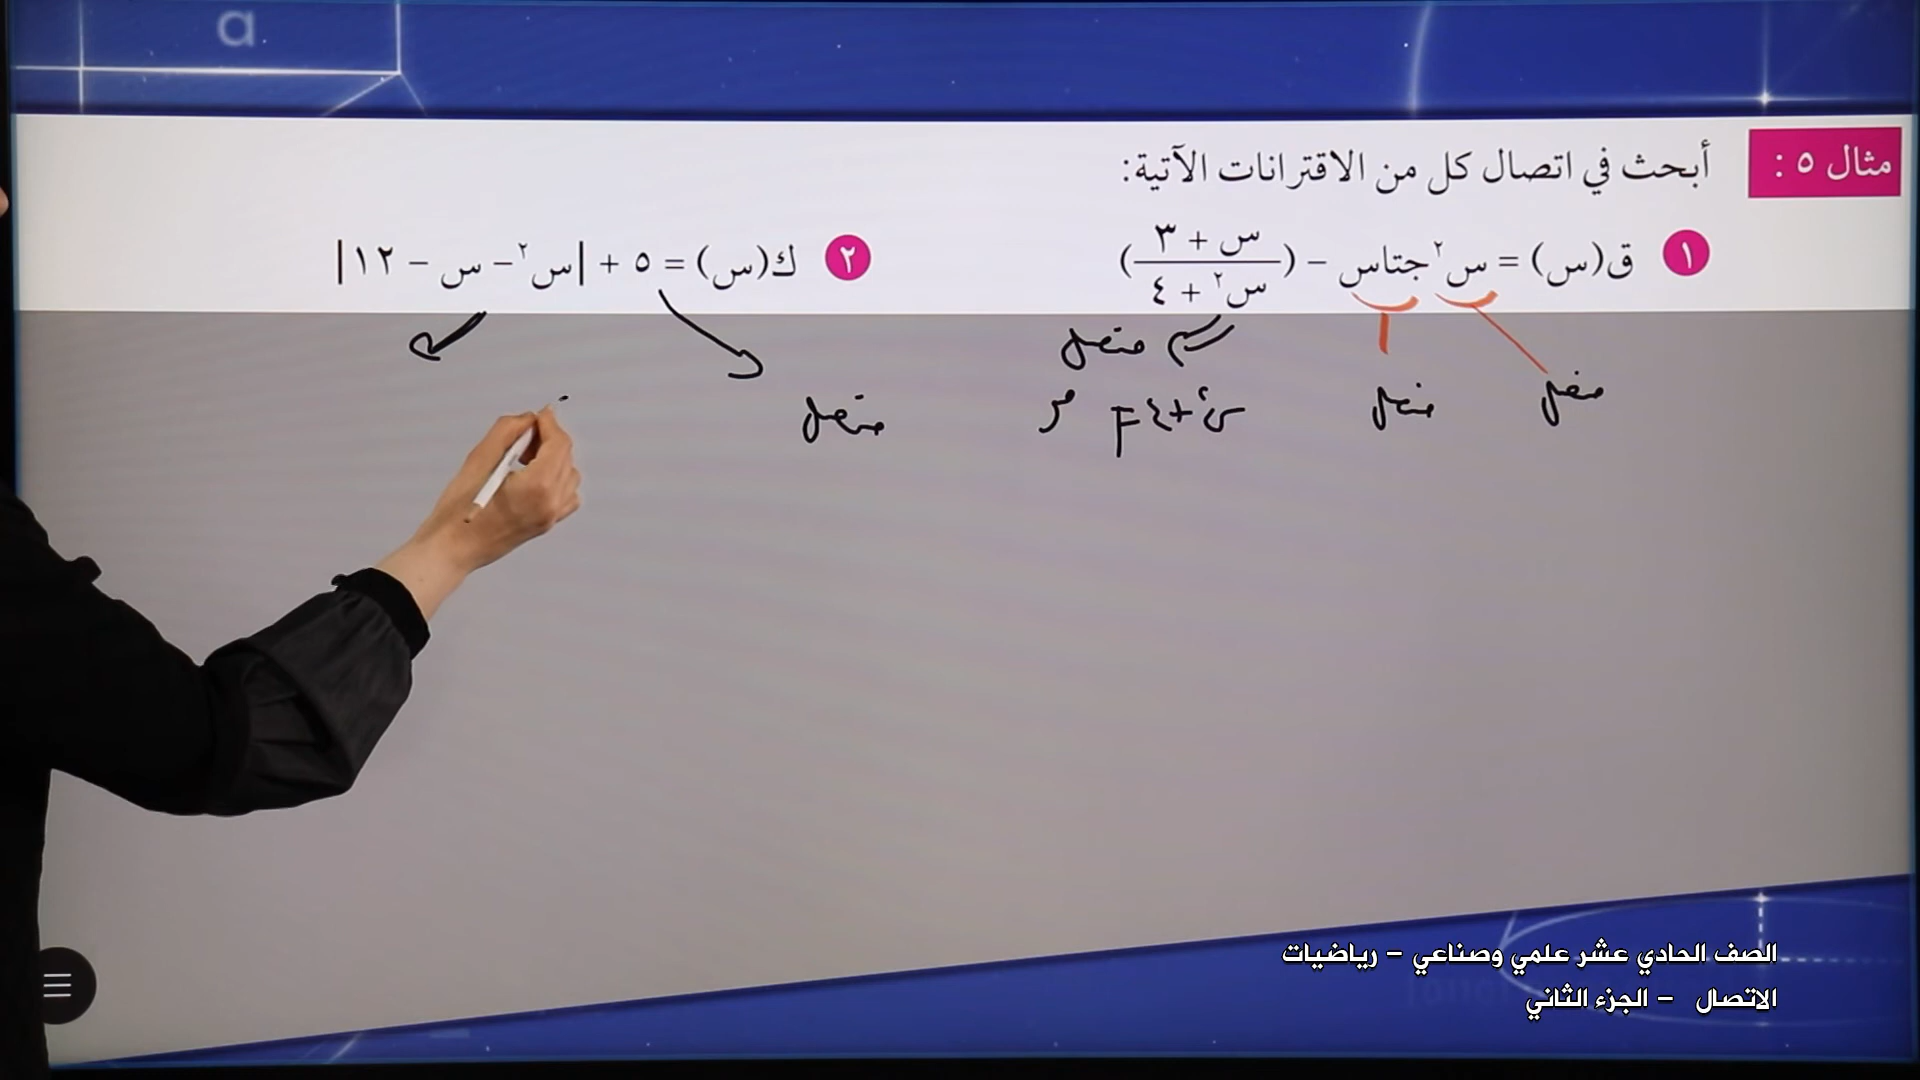 a
مثال ٥ :
أبحث في اتصال كل من الاقترانات الآتية:
١ ق(س) = س٢ جتاس – (س + ٣ / س٢ + ٤)
٢ ك(س) = ٥ + |س٢ – س – ١٢|
متصل
متصل
متصل
س٢ + ٤ ≠
متصل
الصف الحادي عشر علمي وصناعي – رياضيات
الاتصال – الجزء الثاني